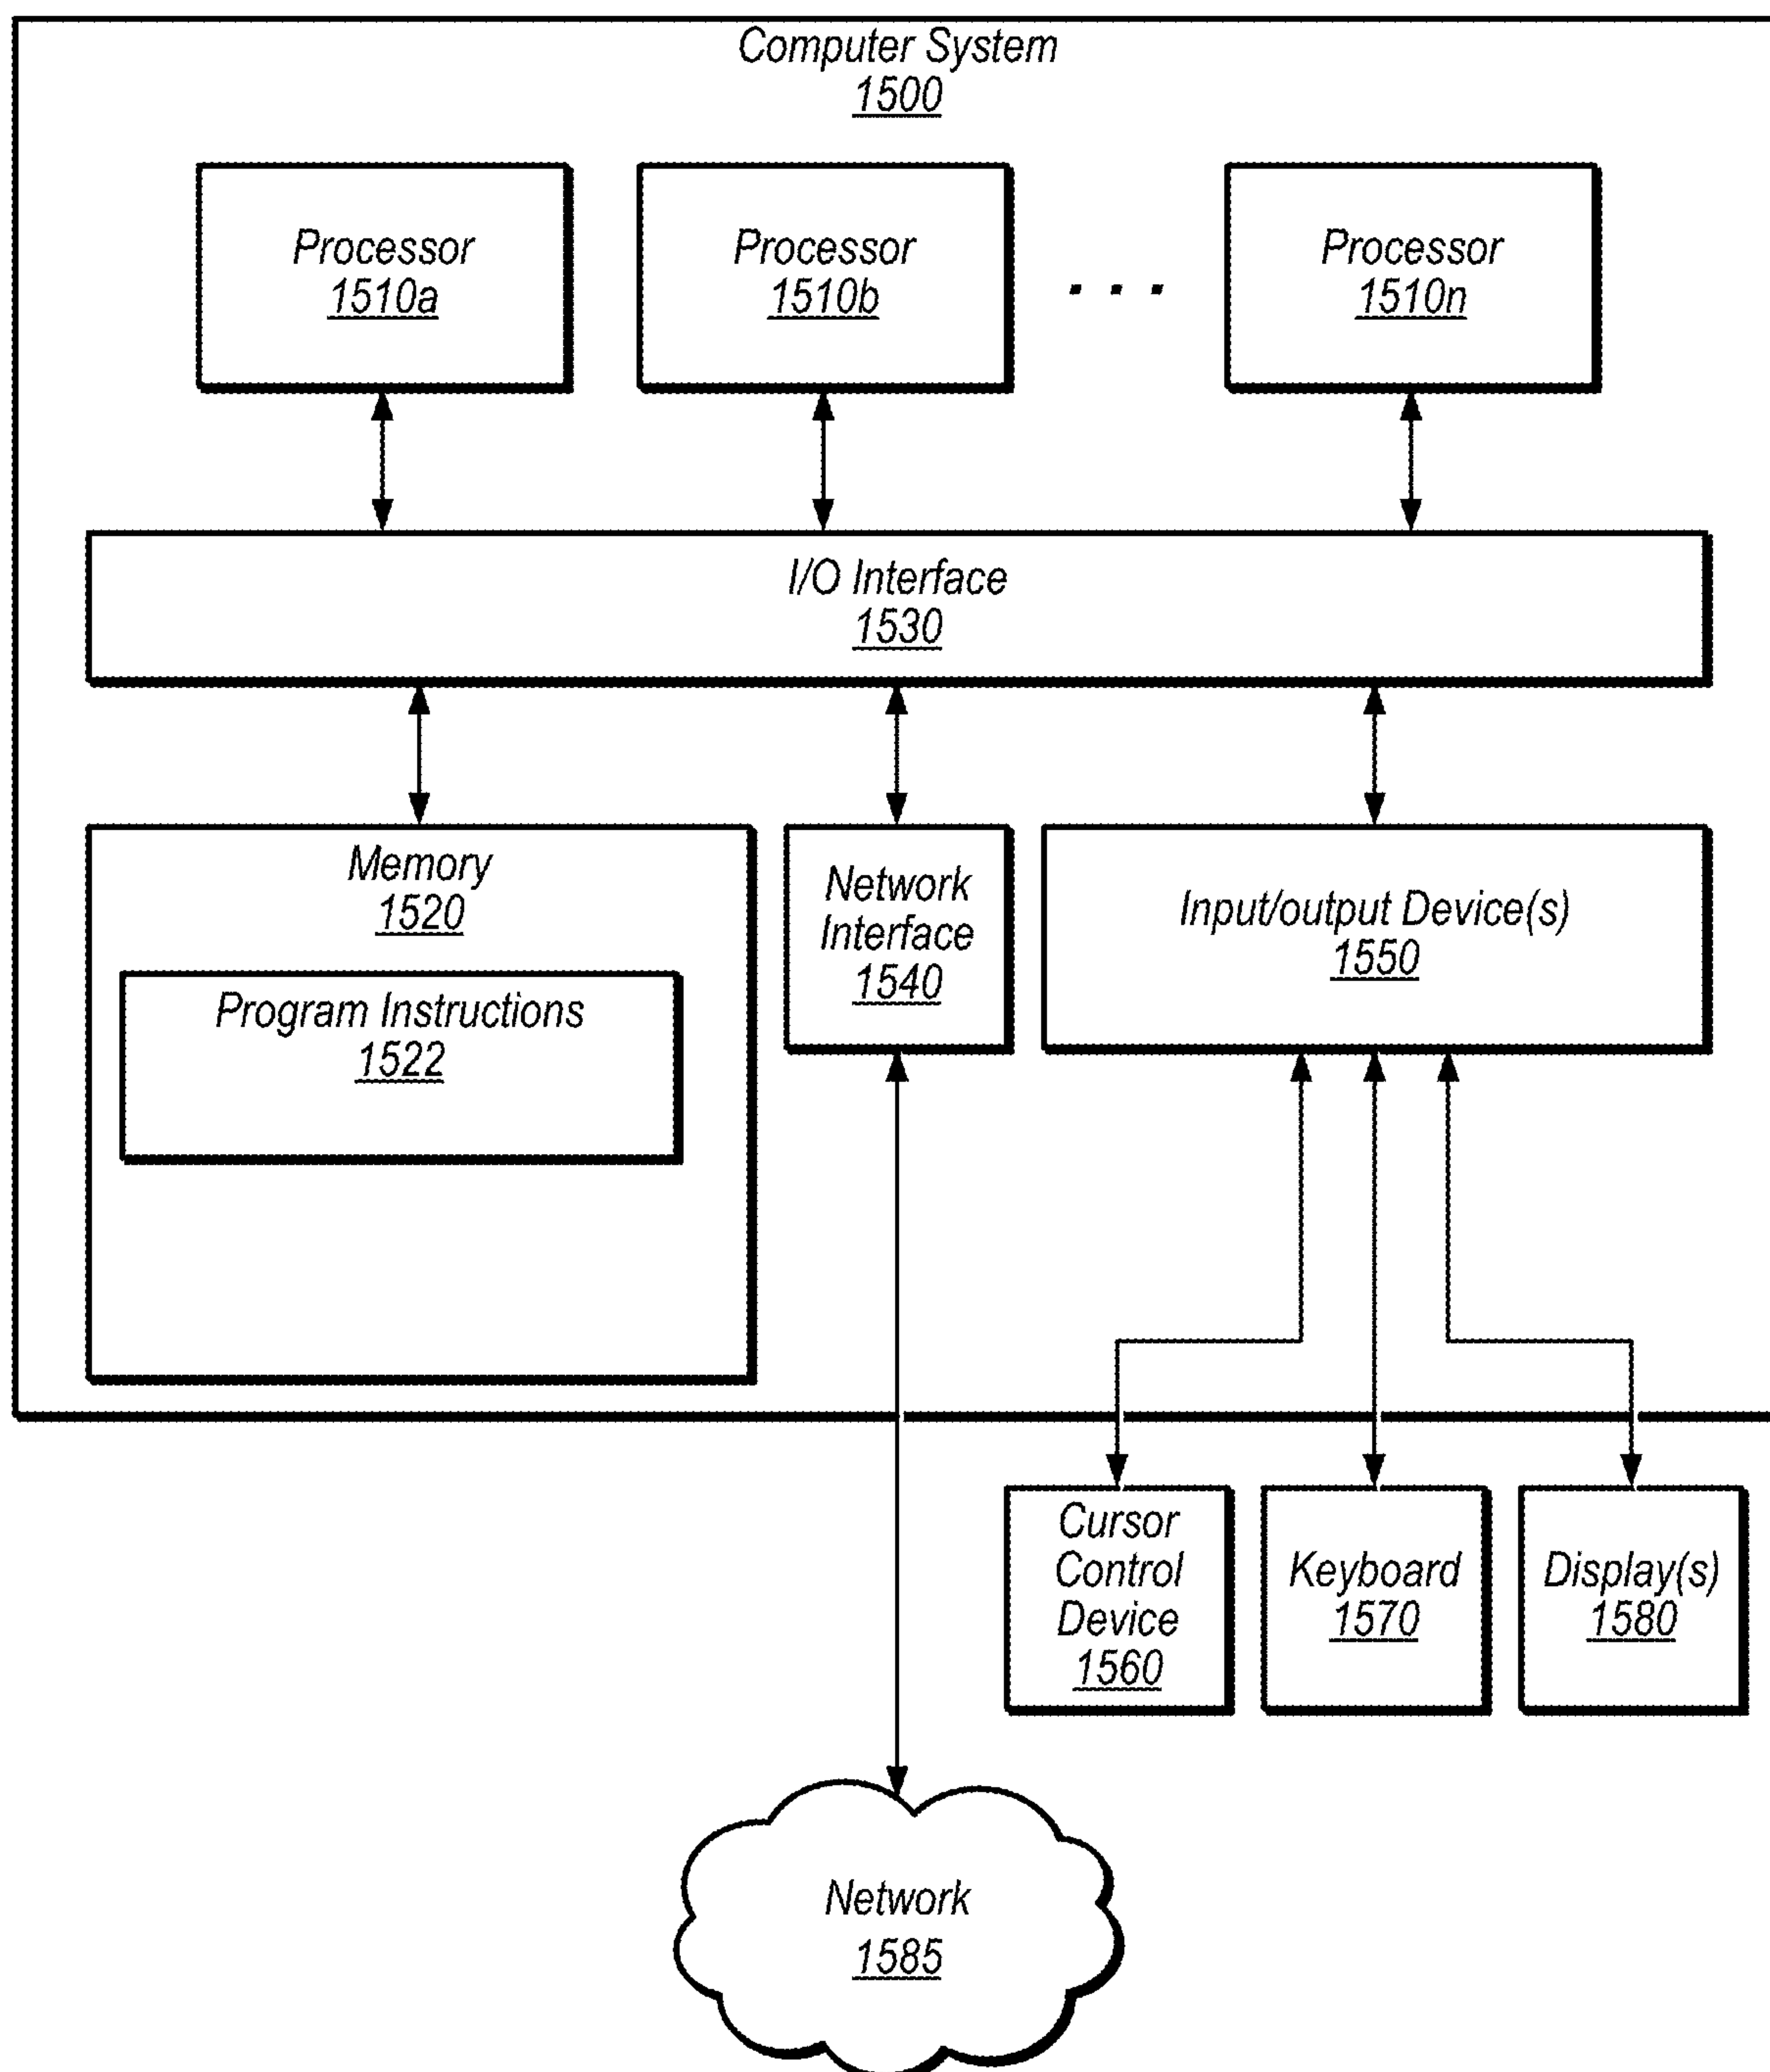 Computer System
1500
Processor
1510a
Processor
1510b
. . .
Processor
1510n
I/O Interface
1530
Memory
1520
Program Instructions
1522
Network
Interface
1540
Input/output Device(s)
1550
Cursor
Control
Device
1560
Keyboard
1570
Display(s)
1580
Network
1585